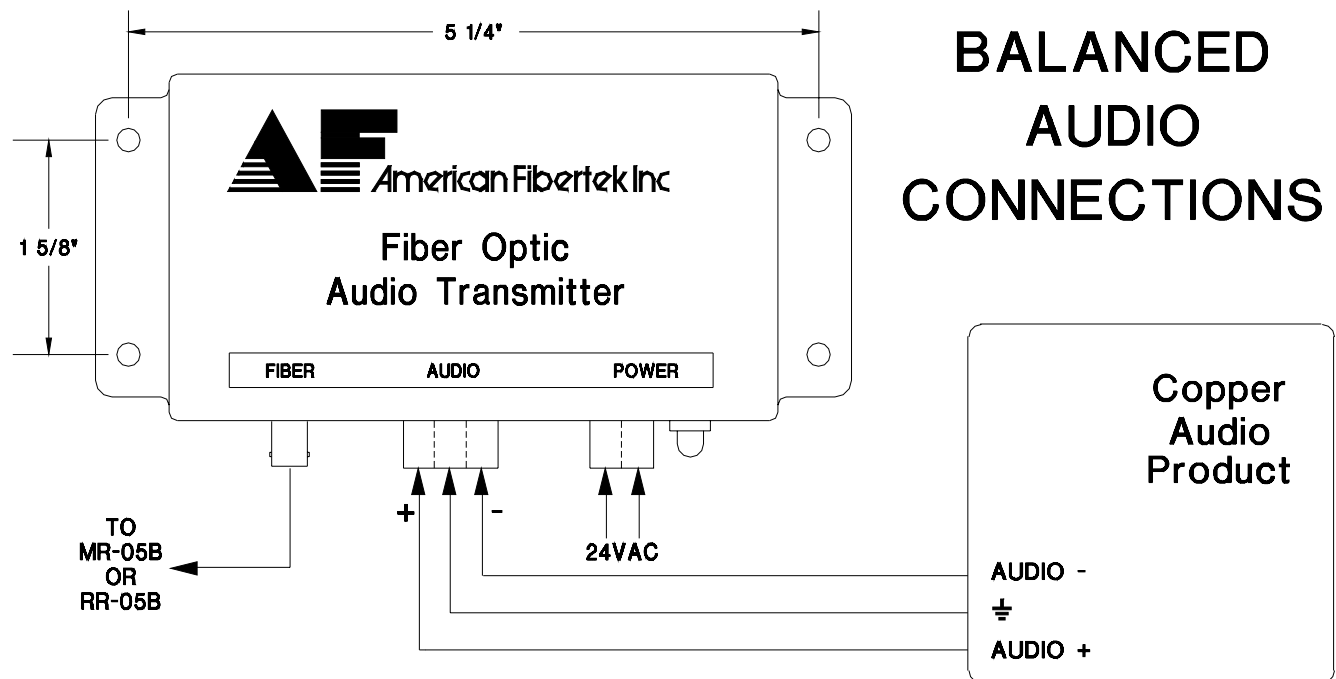 5 1/4"
BALANCED
AUDIO
CONNECTIONS
AF
American Fibertek Inc
1 5/8"
Fiber Optic
Audio Transmitter
FIBER AUDIO POWER
Copper
Audio
Product
+ -
TO
MR-05B
OR
RR-05B
24VAC
AUDIO -
AUDIO +